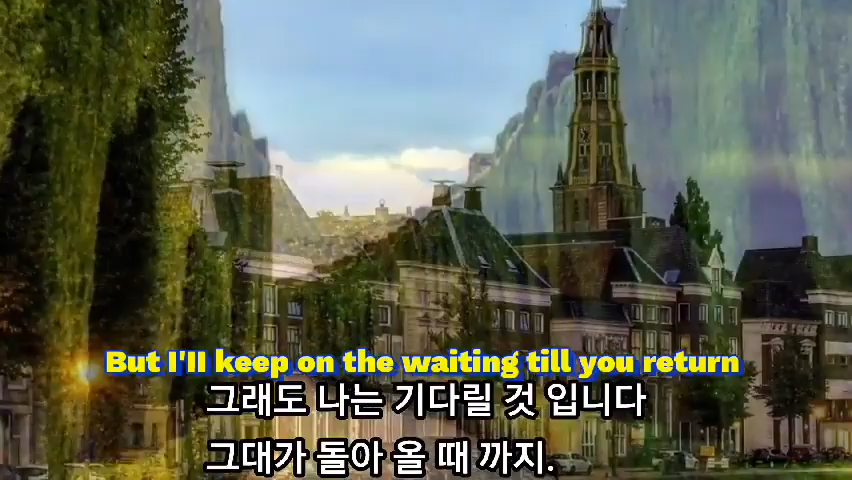 But I'll keep on the waiting till you return
그래도 나는 기다릴 것 입니다
그대가 돌아 올 때 까지.